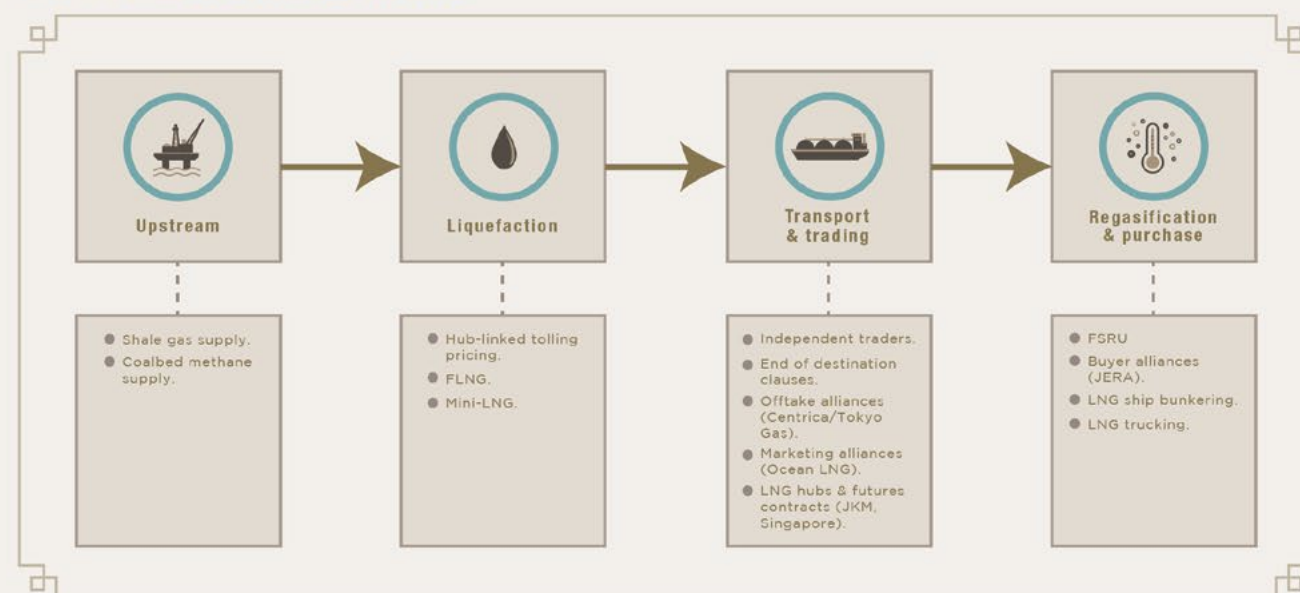 Upstream
Liquefaction
Transport
& trading
Regasification
& purchase
Shale gas supply.
Coalbed methane
supply.
Hub-linked tolling
pricing.
FLNG.
Mini-LNG.
Independent traders.
End of destination
clauses.
Offtake alliances
(Centrica/Tokyo
Gas).
Marketing alliances
(Ocean LNG).
LNG hubs & futures
contracts (JKM,
Singapore).
FSRU
Buyer alliances
(JERA).
LNG ship bunkering.
LNG trucking.